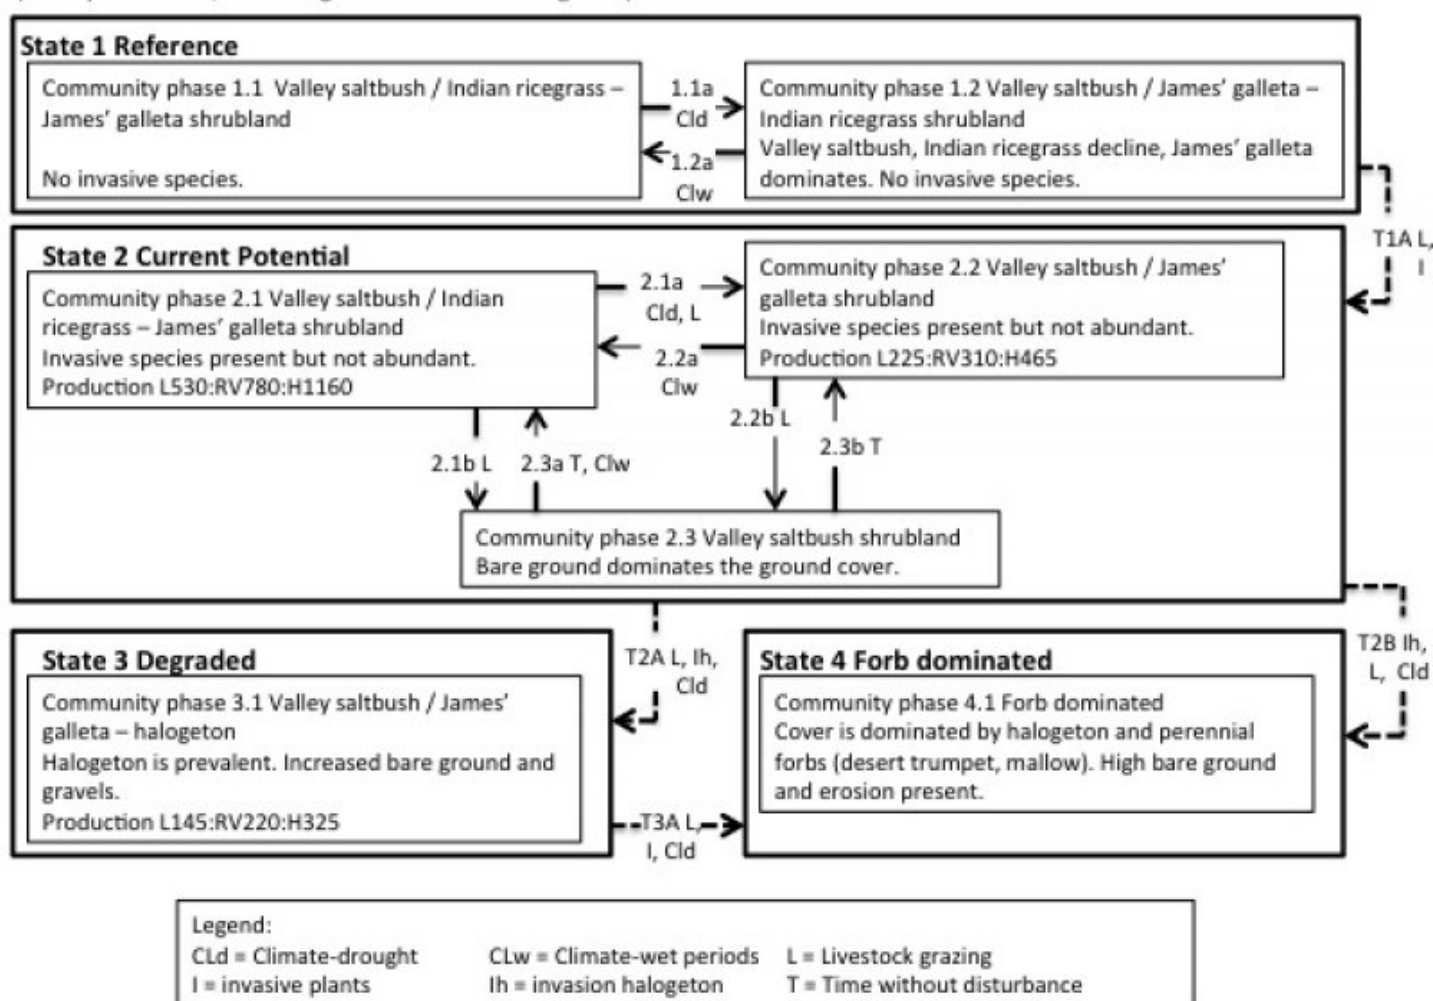 State 1 Reference
Community phase 1.1 Valley saltbush / Indian ricegrass –
James' galleta shrubland
No invasive species.
1.1a
Cld
1.2a
Clw
Community phase 1.2 Valley saltbush / James' galleta –
Indian ricegrass shrubland
Valley saltbush, Indian ricegrass decline, James' galleta
dominates. No invasive species.
T1A L,
I
State 2 Current Potential
Community phase 2.1 Valley saltbush / Indian
ricegrass – James' galleta shrubland
Invasive species present but not abundant.
Production L530:RV780:H1160
2.1a
Cld, L
2.2a
Clw
Community phase 2.2 Valley saltbush / James'
galleta shrubland
Invasive species present but not abundant.
Production L225:RV310:H465
2.1b L
2.3a T, Clw
2.2b L
2.3b T
Community phase 2.3 Valley saltbush shrubland
Bare ground dominates the ground cover.
State 3 Degraded
Community phase 3.1 Valley saltbush / James'
galleta – halogeton
Halogeton is prevalent. Increased bare ground and
gravels.
Production L145:RV220:H325
T2A L, Ih,
Cld
T3A L,
I, Cld
State 4 Forb dominated
Community phase 4.1 Forb dominated
Cover is dominated by halogeton and perennial
forbs (desert trumpet, mallow). High bare ground
and erosion present.
T2B Ih,
L, Cld
Legend:
CLd = Climate-drought CLw = Climate-wet periods L = Livestock grazing
I = invasive plants Ih = invasion halogeton T = Time without disturbance